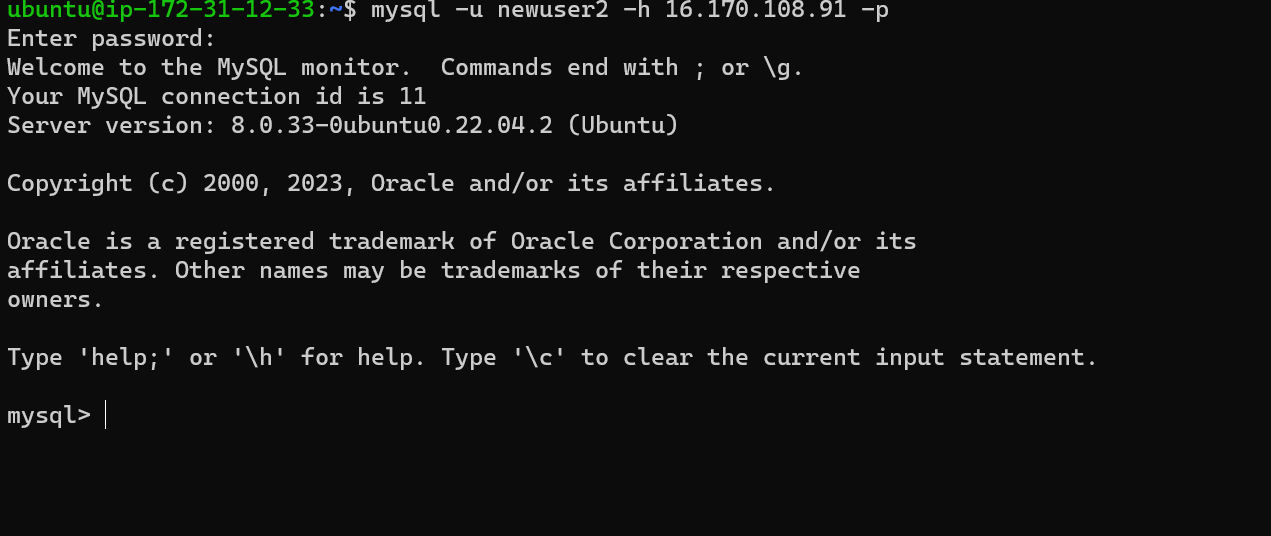 ubuntu@ip-172-31-12-33:~$ mysql -u newuser2 -h 16.170.108.91 -p
Enter password:
Welcome to the MySQL monitor.  Commands end with ; or \g.
Your MySQL connection id is 11
Server version: 8.0.33-0ubuntu0.22.04.2 (Ubuntu)

Copyright (c) 2000, 2023, Oracle and/or its affiliates.

Oracle is a registered trademark of Oracle Corporation and/or its
affiliates. Other names may be trademarks of their respective
owners.

Type 'help;' or '\h' for help. Type '\c' to clear the current input statement.

mysql>